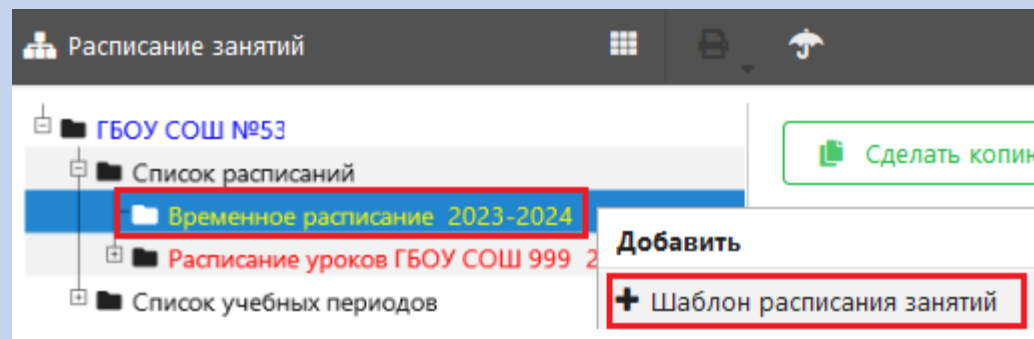 Расписание занятий
ГБОУ СОШ №53
Сделать копи
Список расписаний
Временное расписание 2023-2024
Добавить
Расписание уроков ГБОУ СОШ 999 2
Шаблон расписания занятий
Список учебных периодов